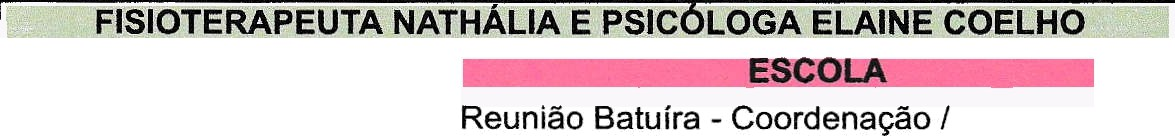 FISIOTERAPEUTA NATHÁLIA E PSICÓLOGA ELAINE COELHO
ESCOLA
Reunião Batuíra - Coordenação /